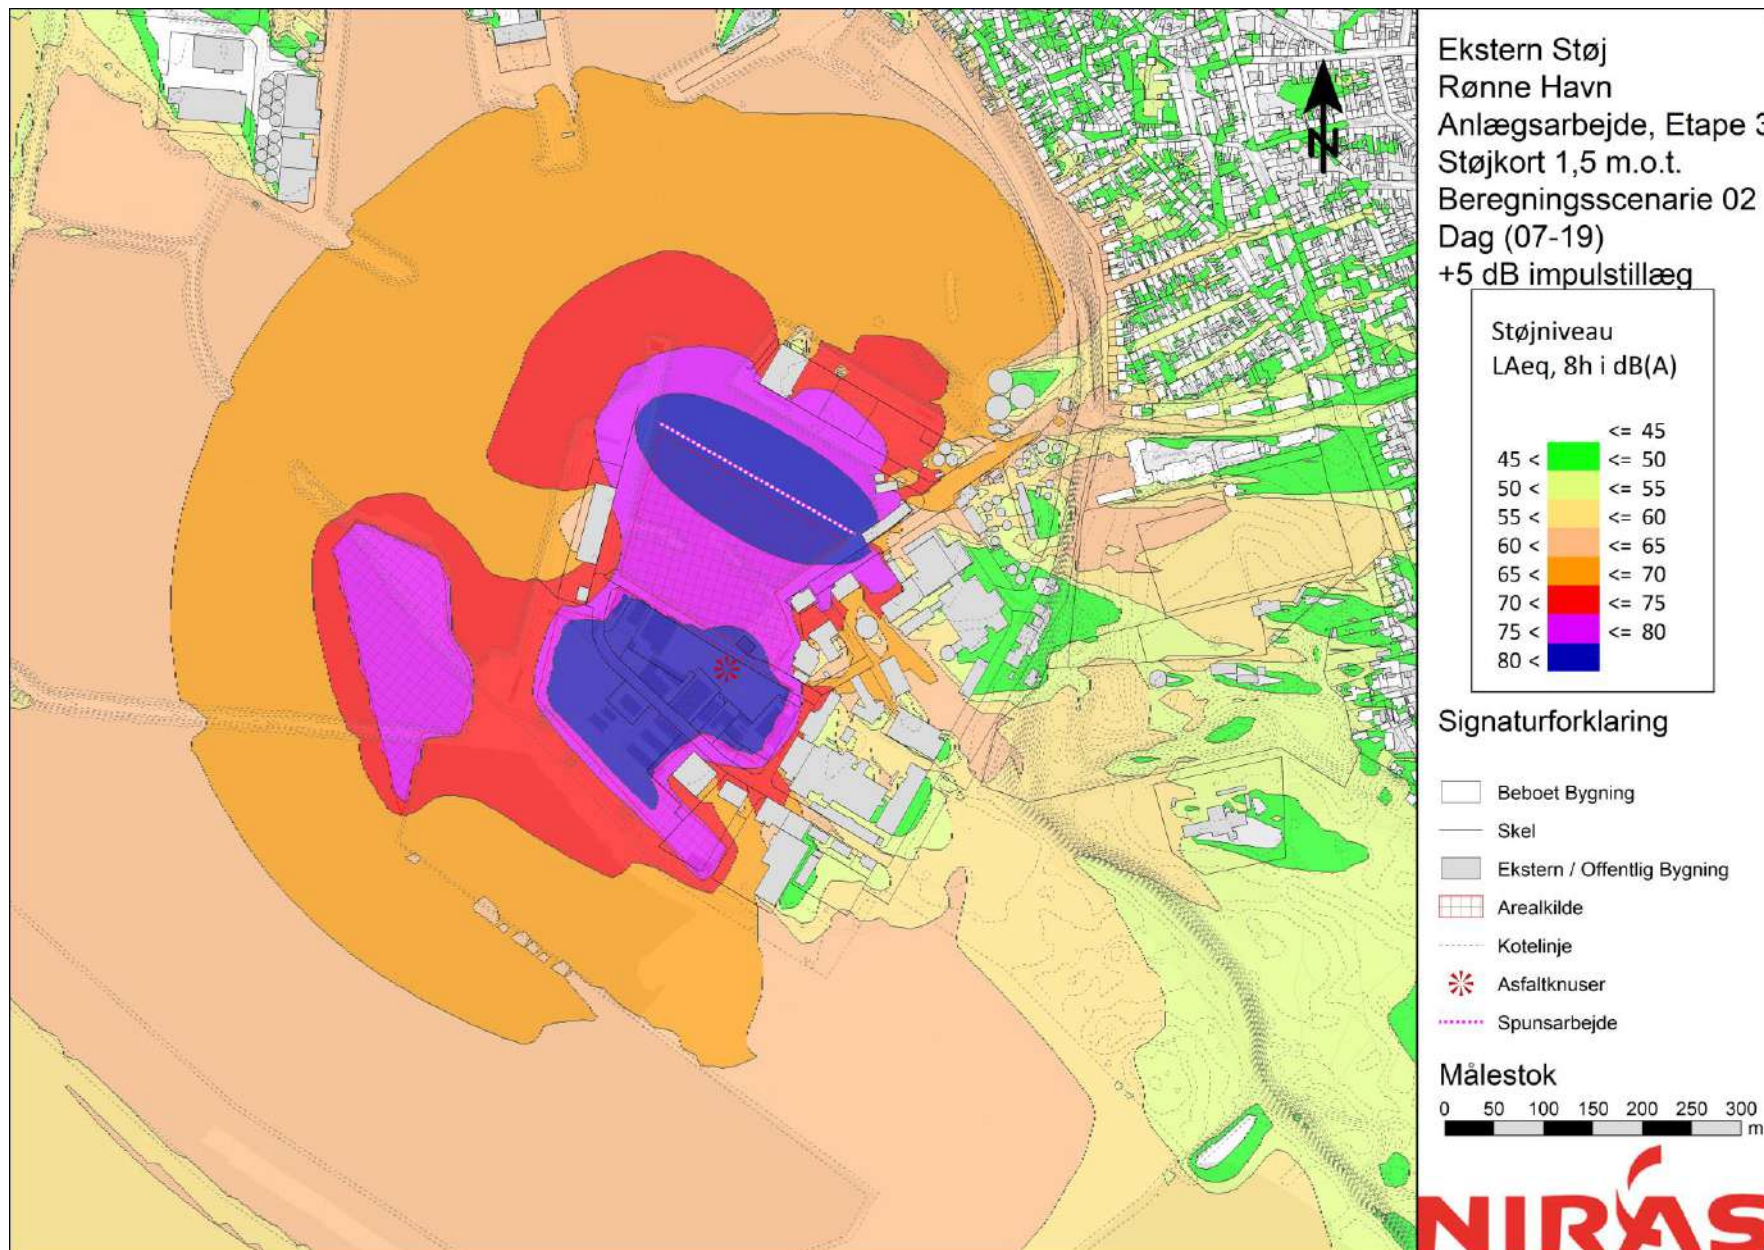 Ekstern Støj
Rønne Havn
Anlægsarbejde, Etape 3
Støjkort 1,5 m.o.t.
Beregningsscenarie 02
Dag (07-19)
+5 dB impulstillæg
N
Støjniveau
LAeq, 8h i dB(A)
<= 45
45 < <= 50
50 < <= 55
55 < <= 60
60 < <= 65
65 < <= 70
70 < <= 75
75 < <= 80
80 <
Signaturforklaring
Beboet Bygning
Skel
Ekstern / Offentlig Bygning
Arealkilde
Kotelinje
Asfaltknuser
Spunsarbejde
Målestok
0 50 100 150 200 250 300
m
NIRAS